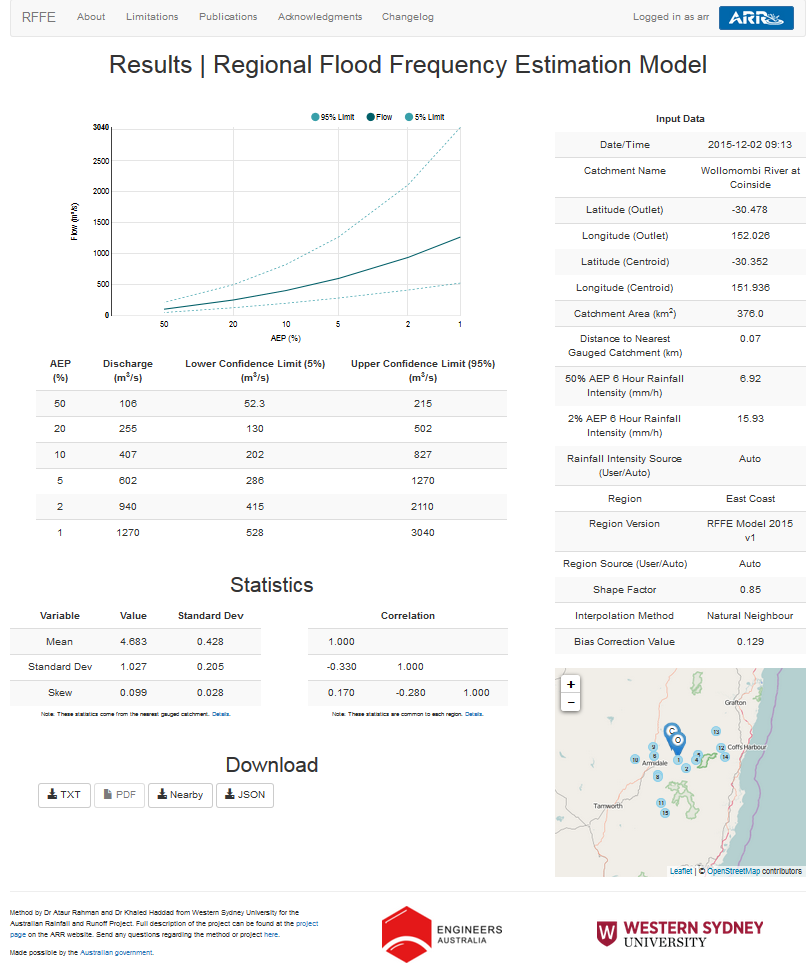 RFFE About Limitations Publications Acknowledgments Changelog Logged in as arr ARR
Results | Regional Flood Frequency Estimation Model
95% Limit Flow 5% Limit
3040
2500
2000
1500
1000
500
0
Flow (m³/s)
50 20 10 5 2 1
AEP (%)
AEP Discharge Lower Confidence Limit (5%) Upper Confidence Limit (95%)
(%) (m³/s) (m³/s) (m³/s)
50 106 52.3 215
20 255 130 502
10 407 202 827
5 602 286 1270
2 940 415 2110
1 1270 528 3040
Statistics
Variable Value Standard Dev
Mean 4.683 0.428
Standard Dev 1.027 0.205
Skew 0.099 0.028
Note: These statistics come from the nearest gauged catchment. Details.
Correlation
1.000
-0.330 1.000
0.170 -0.280 1.000
Note: These statistics are common to each region. Details.
Download
TXT PDF Nearby JSON
Input Data
Date/Time 2015-12-02 09:13
Catchment Name Wollomombi River at
Coinside
Latitude (Outlet) -30.478
Longitude (Outlet) 152.026
Latitude (Centroid) -30.352
Longitude (Centroid) 151.936
Catchment Area (km²) 376.0
Distance to Nearest 0.07
Gauged Catchment (km)
50% AEP 6 Hour Rainfall 6.92
Intensity (mm/h)
2% AEP 6 Hour Rainfall 15.93
Intensity (mm/h)
Rainfall Intensity Source Auto
(User/Auto)
Region East Coast
Region Version RFFE Model 2015
v1
Region Source (User/Auto) Auto
Shape Factor 0.85
Interpolation Method Natural Neighbour
Bias Correction Value 0.129
+
−
Grafton
13
C
O
9 12 Coffs Harbour
6 14
10 1 4
Armidale 2
8
Tamworth 11
15
Leaflet | © OpenStreetMap contributors
Method by Dr Ataur Rahman and Dr Khaled Haddad from Western Sydney University for the
Australian Rainfall and Runoff Project. Full description of the project can be found at the project
page on the ARR website. Send any questions regarding the method or project here.
Made possible by the Australian government.
ENGINEERS
AUSTRALIA
W WESTERN SYDNEY
UNIVERSITY